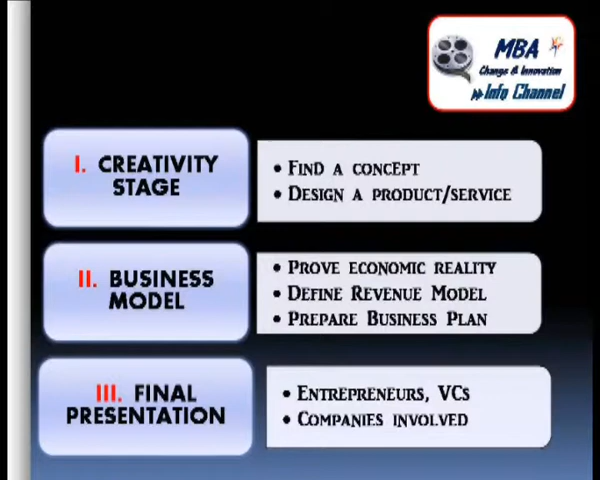 MBA
Change & Innovation
Info Channel
I. CREATIVITY
STAGE
• FIND A CONCEPT
• DESIGN A PRODUCT/SERVICE
II. BUSINESS
MODEL
• PROVE ECONOMIC REALITY
• DEFINE REVENUE MODEL
• PREPARE BUSINESS PLAN
III. FINAL
PRESENTATION
• ENTREPRENEURS, VCS
• COMPANIES INVOLVED